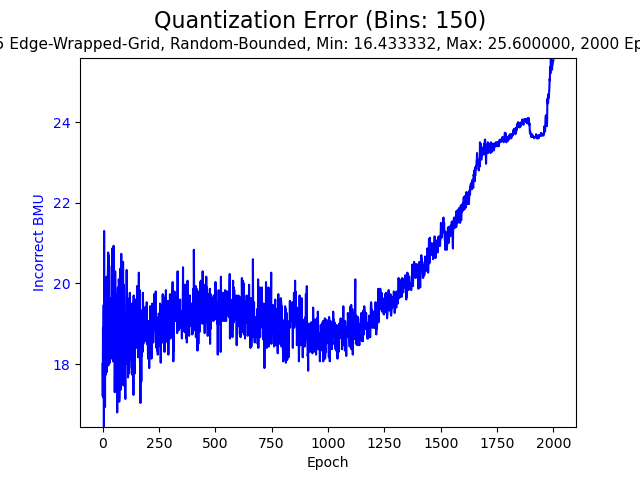 Quantization Error (Bins: 150)
5 Edge-Wrapped-Grid, Random-Bounded, Min: 16.433332, Max: 25.600000, 2000 Ep
24
22
20
18
Incorrect BMU
0 250 500 750 1000 1250 1500 1750 2000
Epoch